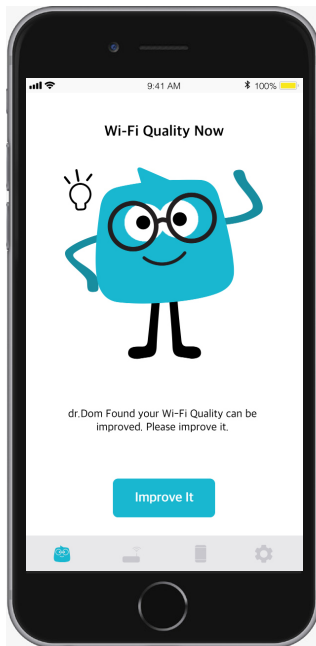 9:41 AM
100%
Wi-Fi Quality Now
dr.Dom Found your Wi-Fi Quality can be
improved. Please improve it.
Improve It